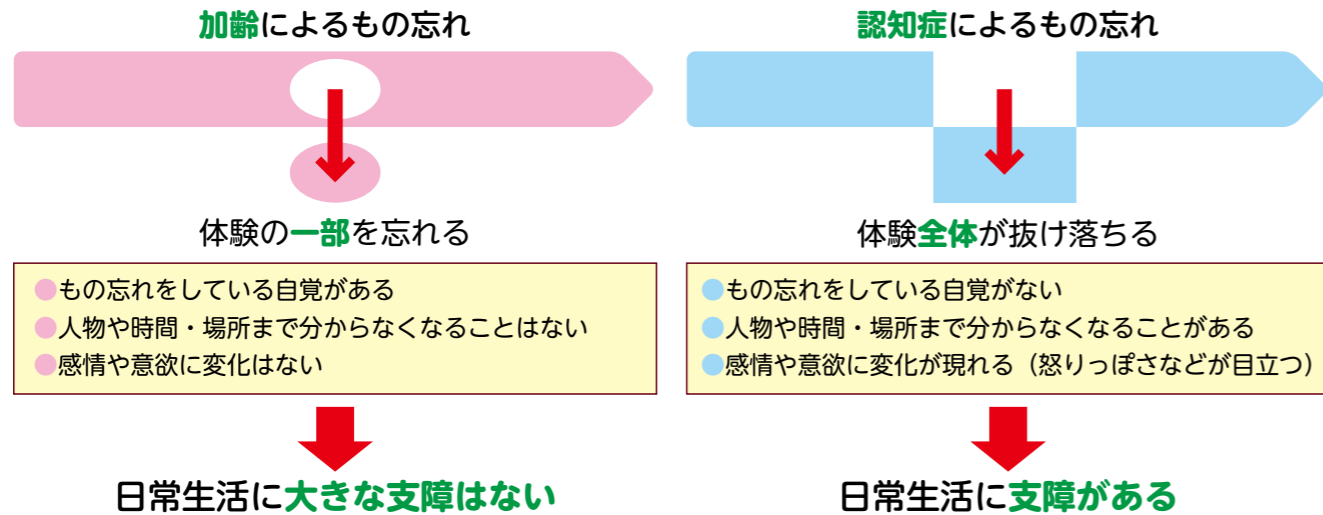 加齢によるもの忘れ
体験の一部を忘れる
●もの忘れをしている自覚がある
●人物や時間・場所まで分からなくなることはない
●感情や意欲に変化はない
日常生活に大きな支障はない
認知症によるもの忘れ
体験全体が抜け落ちる
●もの忘れをしている自覚がない
●人物や時間・場所まで分からなくなることがある
●感情や意欲に変化が現れる（怒りっぽさなどが目立つ）
日常生活に支障がある